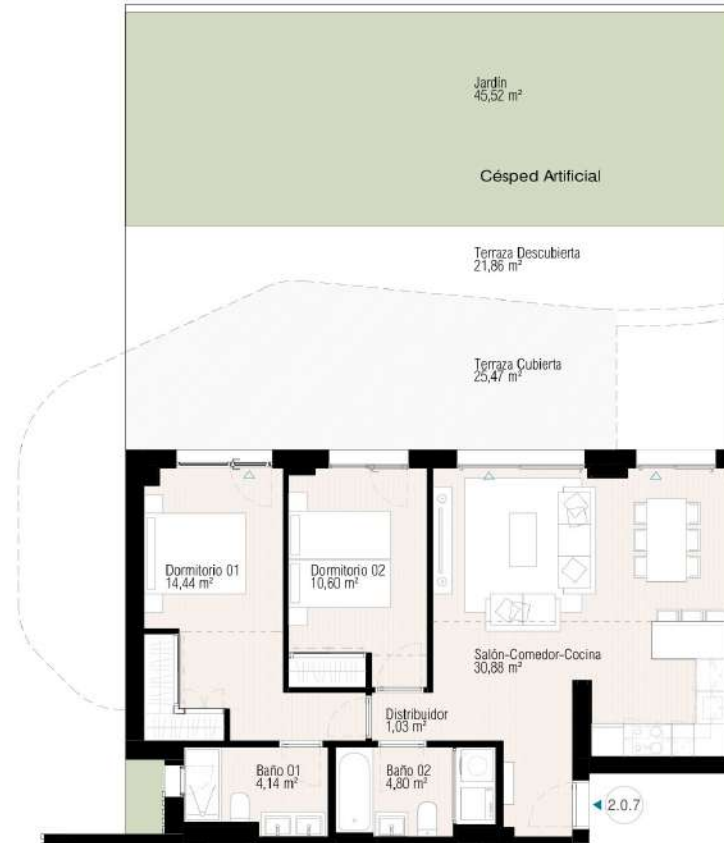 Jardín
45,52 m²
Césped Artificial
Terraza Descubierta
21,86 m²
Terraza Cubierta
25,47 m²
Dormitorio 01
14,44 m²
Dormitorio 02
10,60 m²
Salón-Comedor-Cocina
30,88 m²
Distribuidor
1,03 m²
Baño 01
4,14 m²
Baño 02
4,80 m²
2.0.7